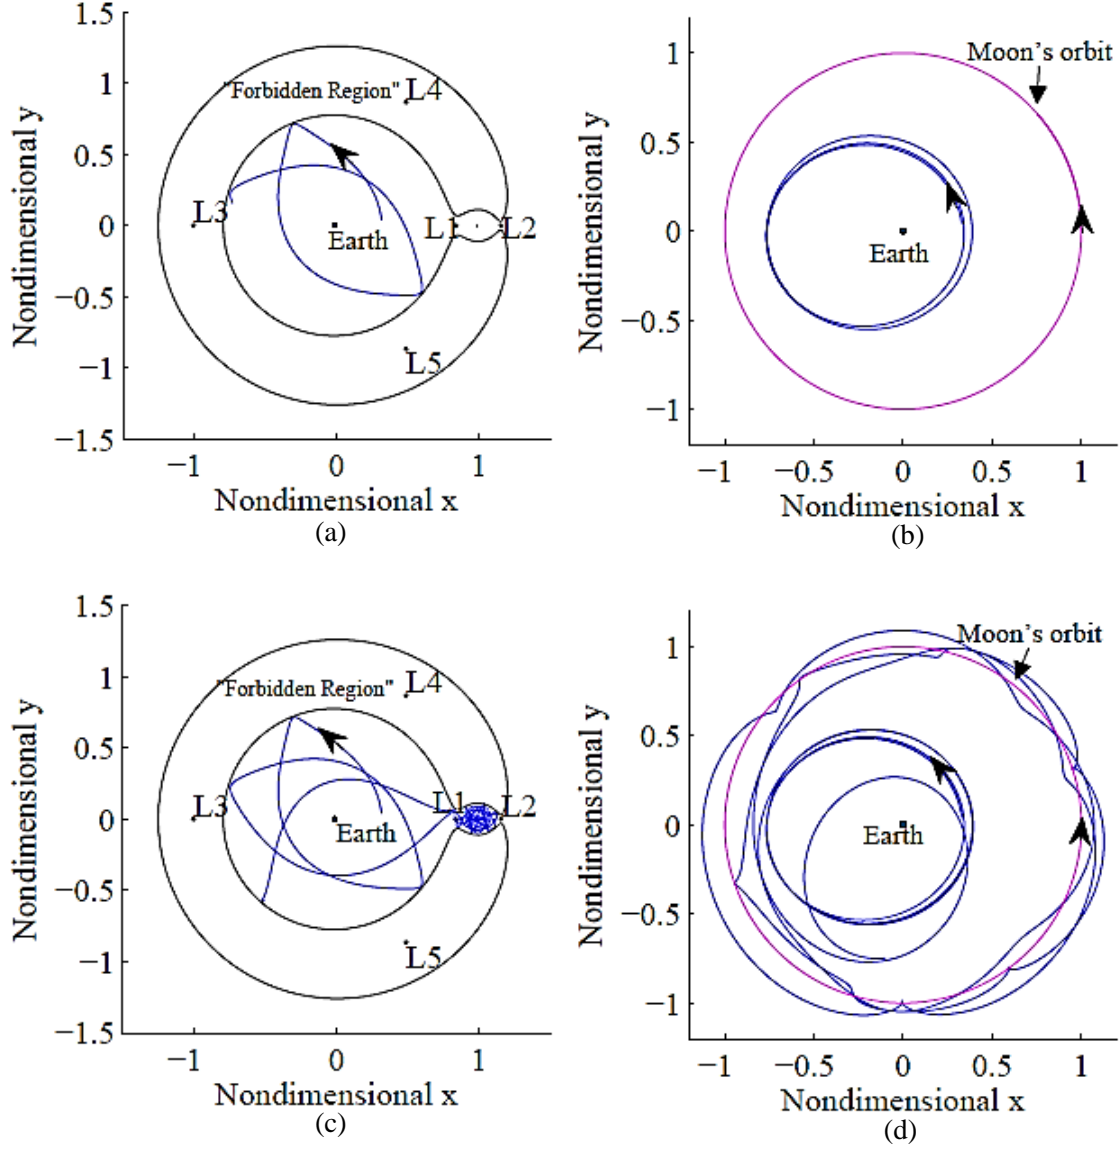 1.5
1
0.5
0
−0.5
−1
−1.5
Nondimensional y
"Forbidden Region"
L4
L3
L1
L2
Earth
L5
−1
0
1
Nondimensional x
(a)
1
0.5
0
−0.5
−1
Nondimensional y
Moon's orbit
Earth
−1
−0.5
0
0.5
1
Nondimensional x
(b)
1.5
1
0.5
0
−0.5
−1
−1.5
Nondimensional y
"Forbidden Region"
L4
L3
L1
L2
Earth
L5
−1
0
1
Nondimensional x
(c)
1
0.5
0
−0.5
−1
Nondimensional y
Moon's orbit
Earth
−1
−0.5
0
0.5
1
Nondimensional x
(d)